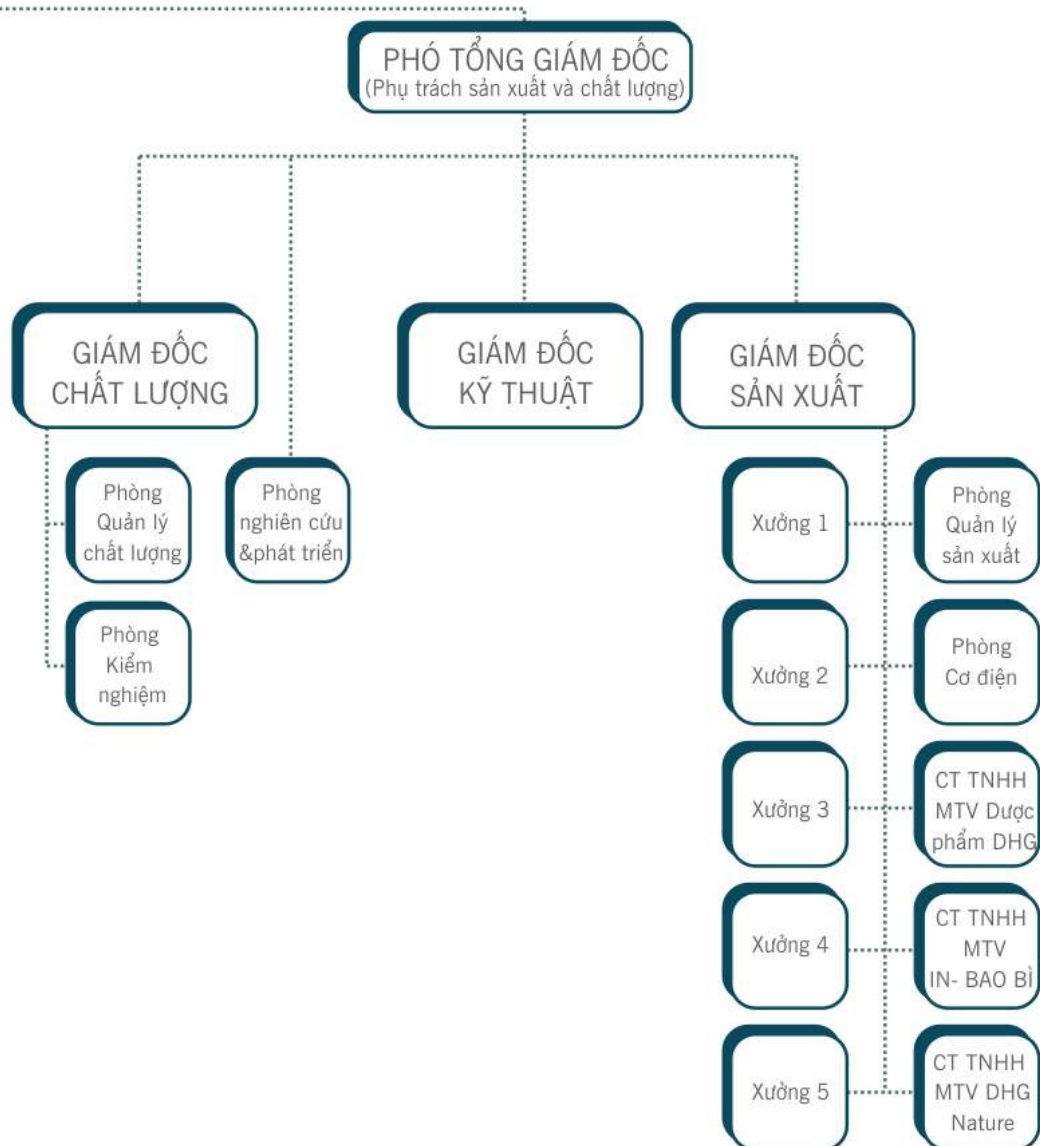 PHÓ TỔNG GIÁM ĐỐC
(Phụ trách sản xuất và chất lượng)
GIÁM ĐỐC
CHẤT LƯỢNG
GIÁM ĐỐC
KỸ THUẬT
GIÁM ĐỐC
SẢN XUẤT
Phòng
Quản lý
chất lượng
Phòng
nghiên cứu
&phát triển
Xưởng 1
Phòng
Quản lý
sản xuất
Phòng
Kiểm
nghiệm
Xưởng 2
Phòng
Cơ điện
Xưởng 3
CT TNHH
MTV Dược
phẩm DHG
Xưởng 4
CT TNHH
MTV
IN- BAO BÌ
Xưởng 5
CT TNHH
MTV DHG
Nature